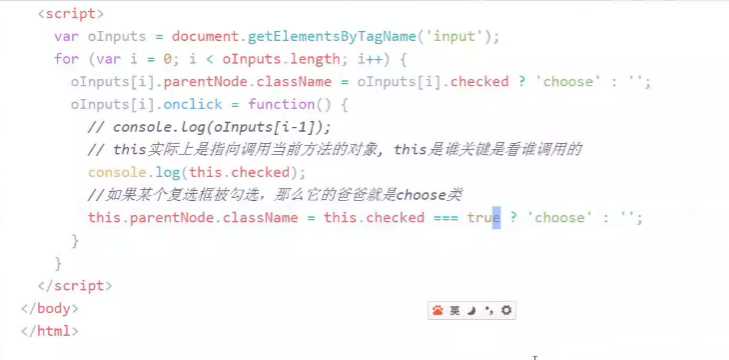 <script>
var oInputs = document.getElementsByTagName('input');
for (var i = 0; i < oInputs.length; i++) {
oInputs[i].parentNode.className = oInputs[i].checked ? 'choose' : '';
oInputs[i].onclick = function() {
// console.log(oInputs[i-1]);
// this实际上是指向调用当前方法的对象, this是谁关键是看谁调用的
console.log(this.checked);
//如果某个复选框被勾选，那么它的爸爸就是choose类
this.parentNode.className = this.checked === true ? 'choose' : '';
}
}
</script>
</body>
</html>
英